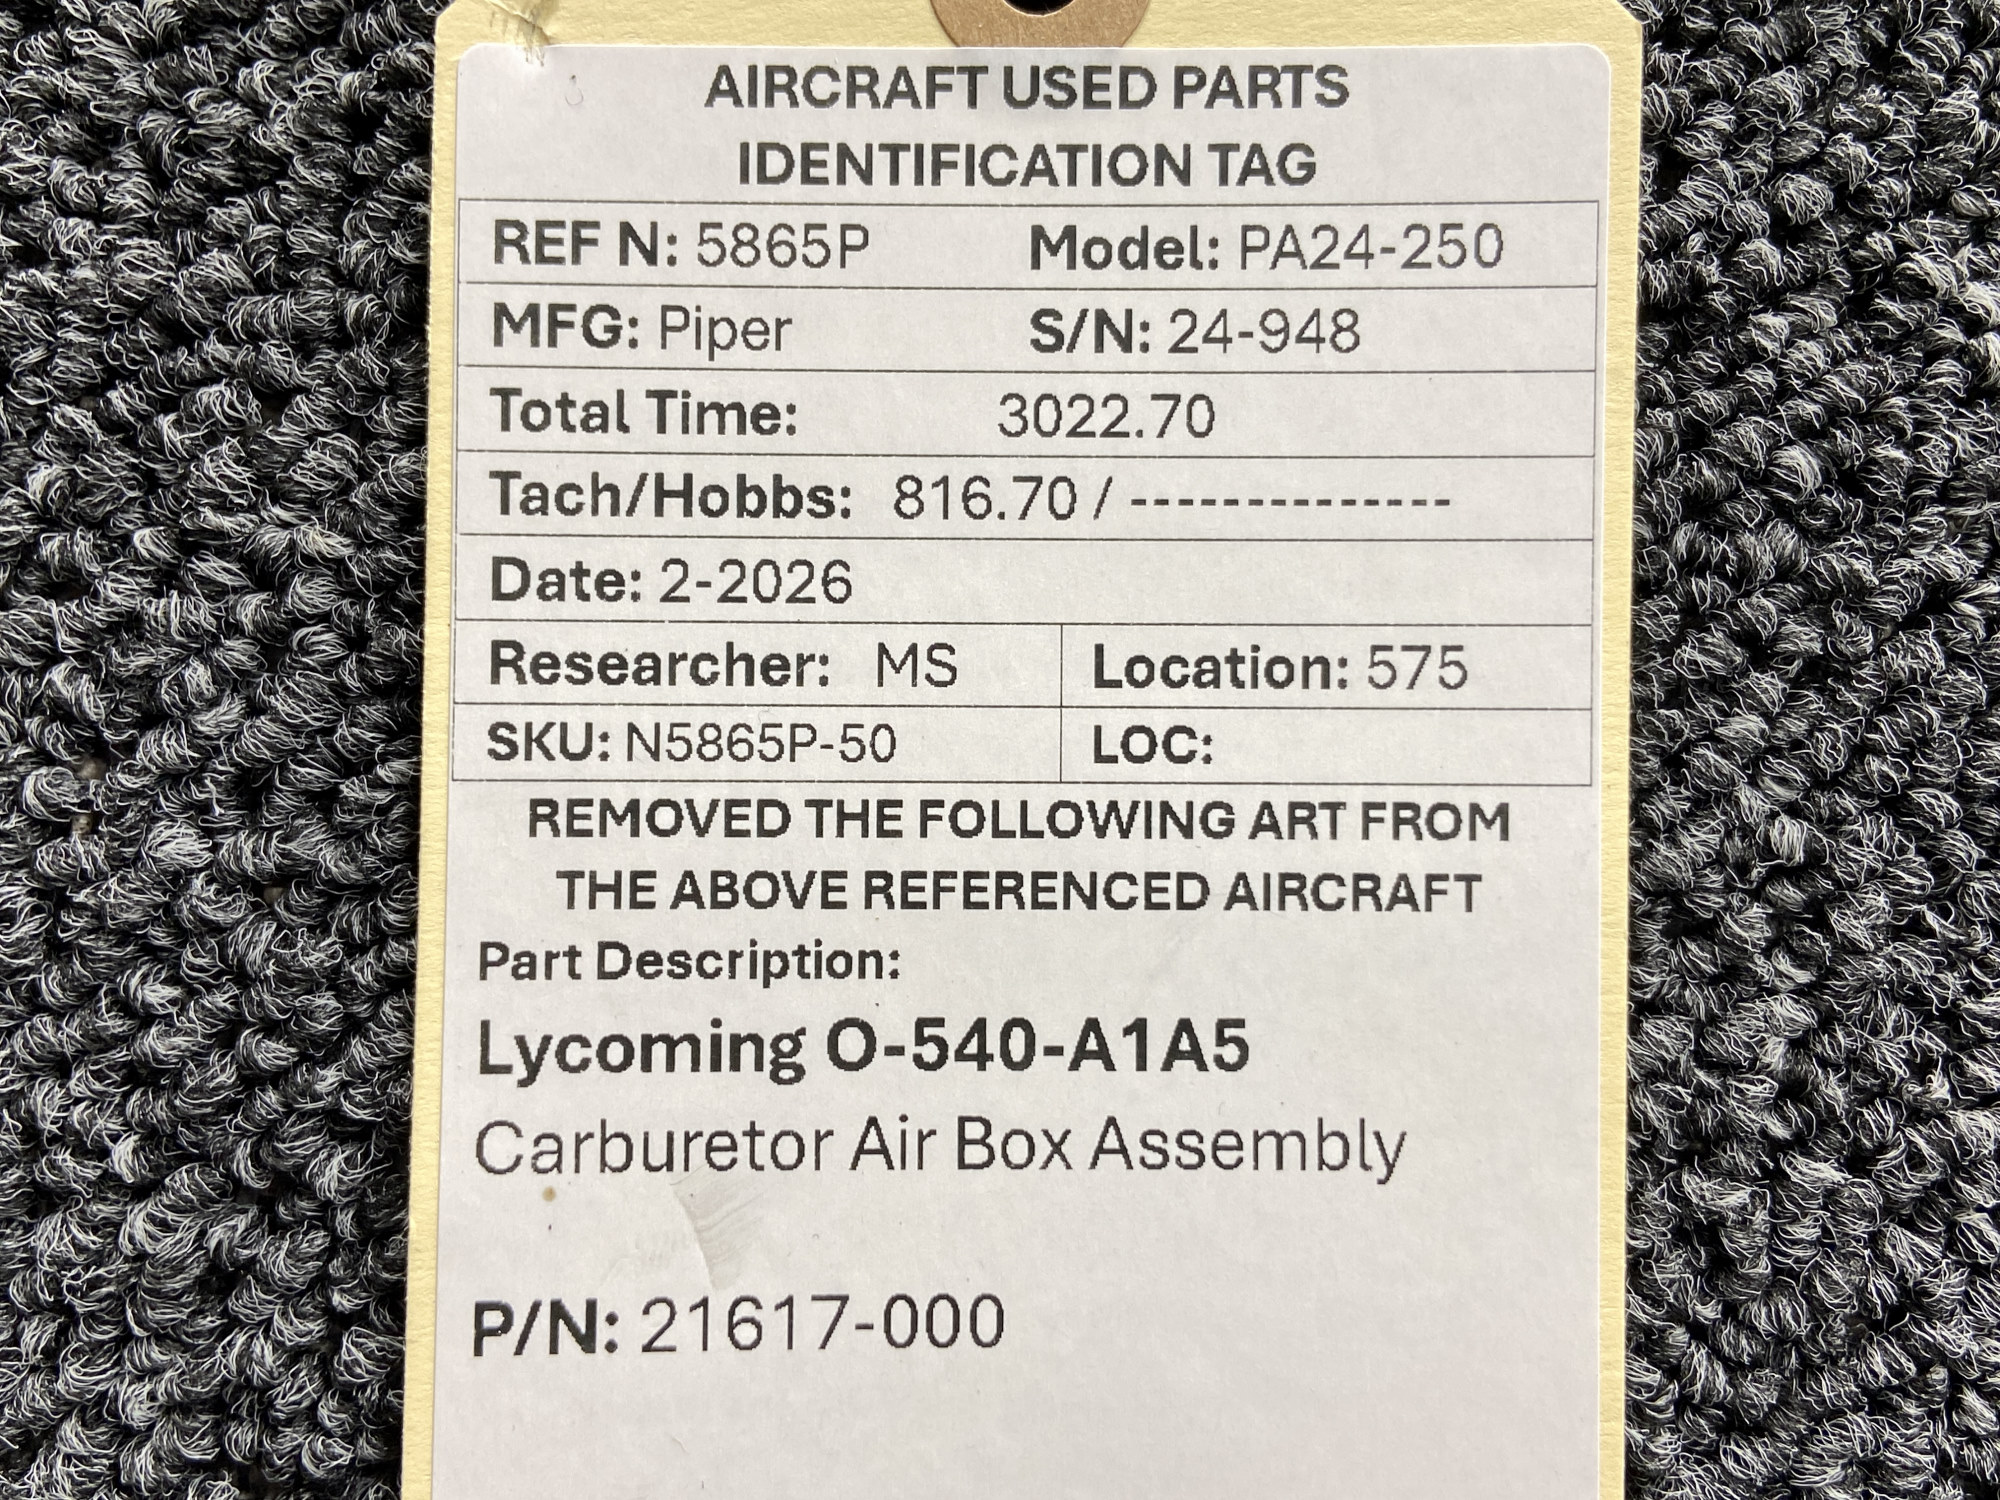 AIRCRAFT USED PARTS
IDENTIFICATION TAG
REF N: 5865P Model: PA24-250
MFG: Piper S/N: 24-948
Total Time: 3022.70
Tach/Hobbs: 816.70 / --------------
Date: 2-2026
Researcher: MS Location: 575
SKU: N5865P-50 LOC:
REMOVED THE FOLLOWING ART FROM
THE ABOVE REFERENCED AIRCRAFT
Part Description:
Lycoming O-540-A1A5
Carburetor Air Box Assembly
P/N: 21617-000